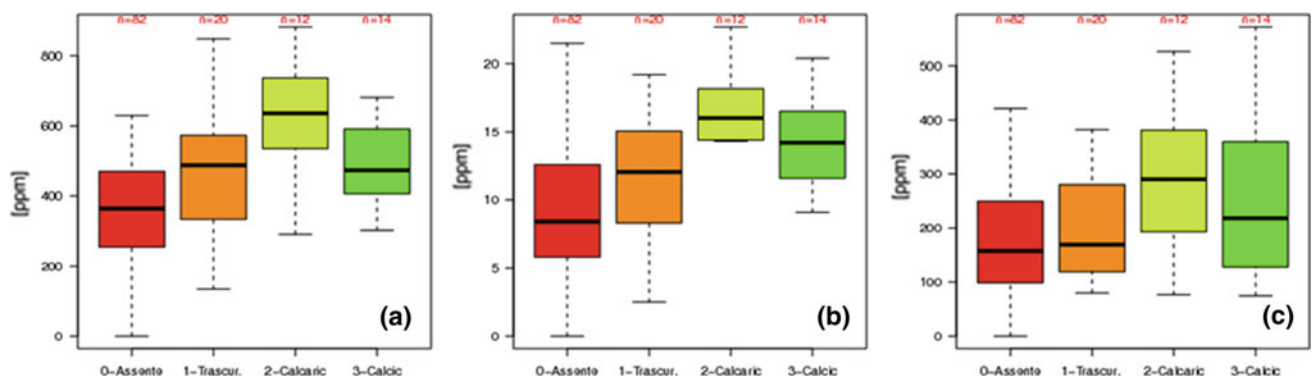 n=82 n=20 n=12 n=14
800
600
400
200
0
[ppm]
(a)
0-Assente 1-Trascur. 2-Calcaric 3-Calcic
n=82 n=20 n=12 n=14
20
15
10
5
0
[ppm]
(b)
0-Assente 1-Trascur. 2-Calcaric 3-Calcic
n=82 n=20 n=12 n=14
500
400
300
200
100
0
[ppm]
(c)
0-Assente 1-Trascur. 2-Calcaric 3-Calcic